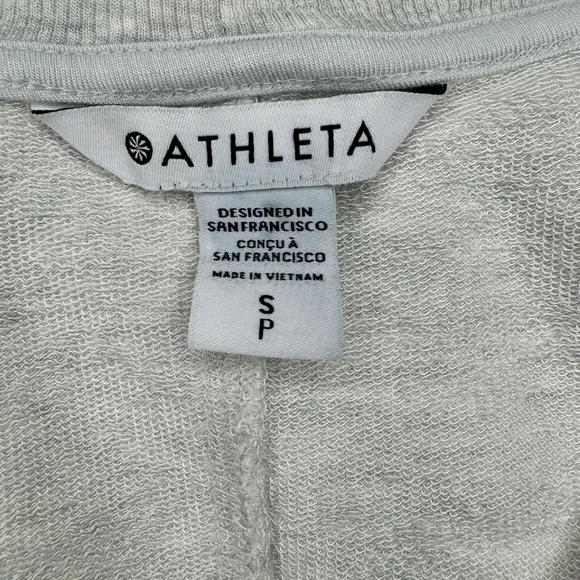 ATHLETA
DESIGNED IN
SAN FRANCISCO
CONÇU À
SAN FRANCISCO
MADE IN VIETNAM
S
P